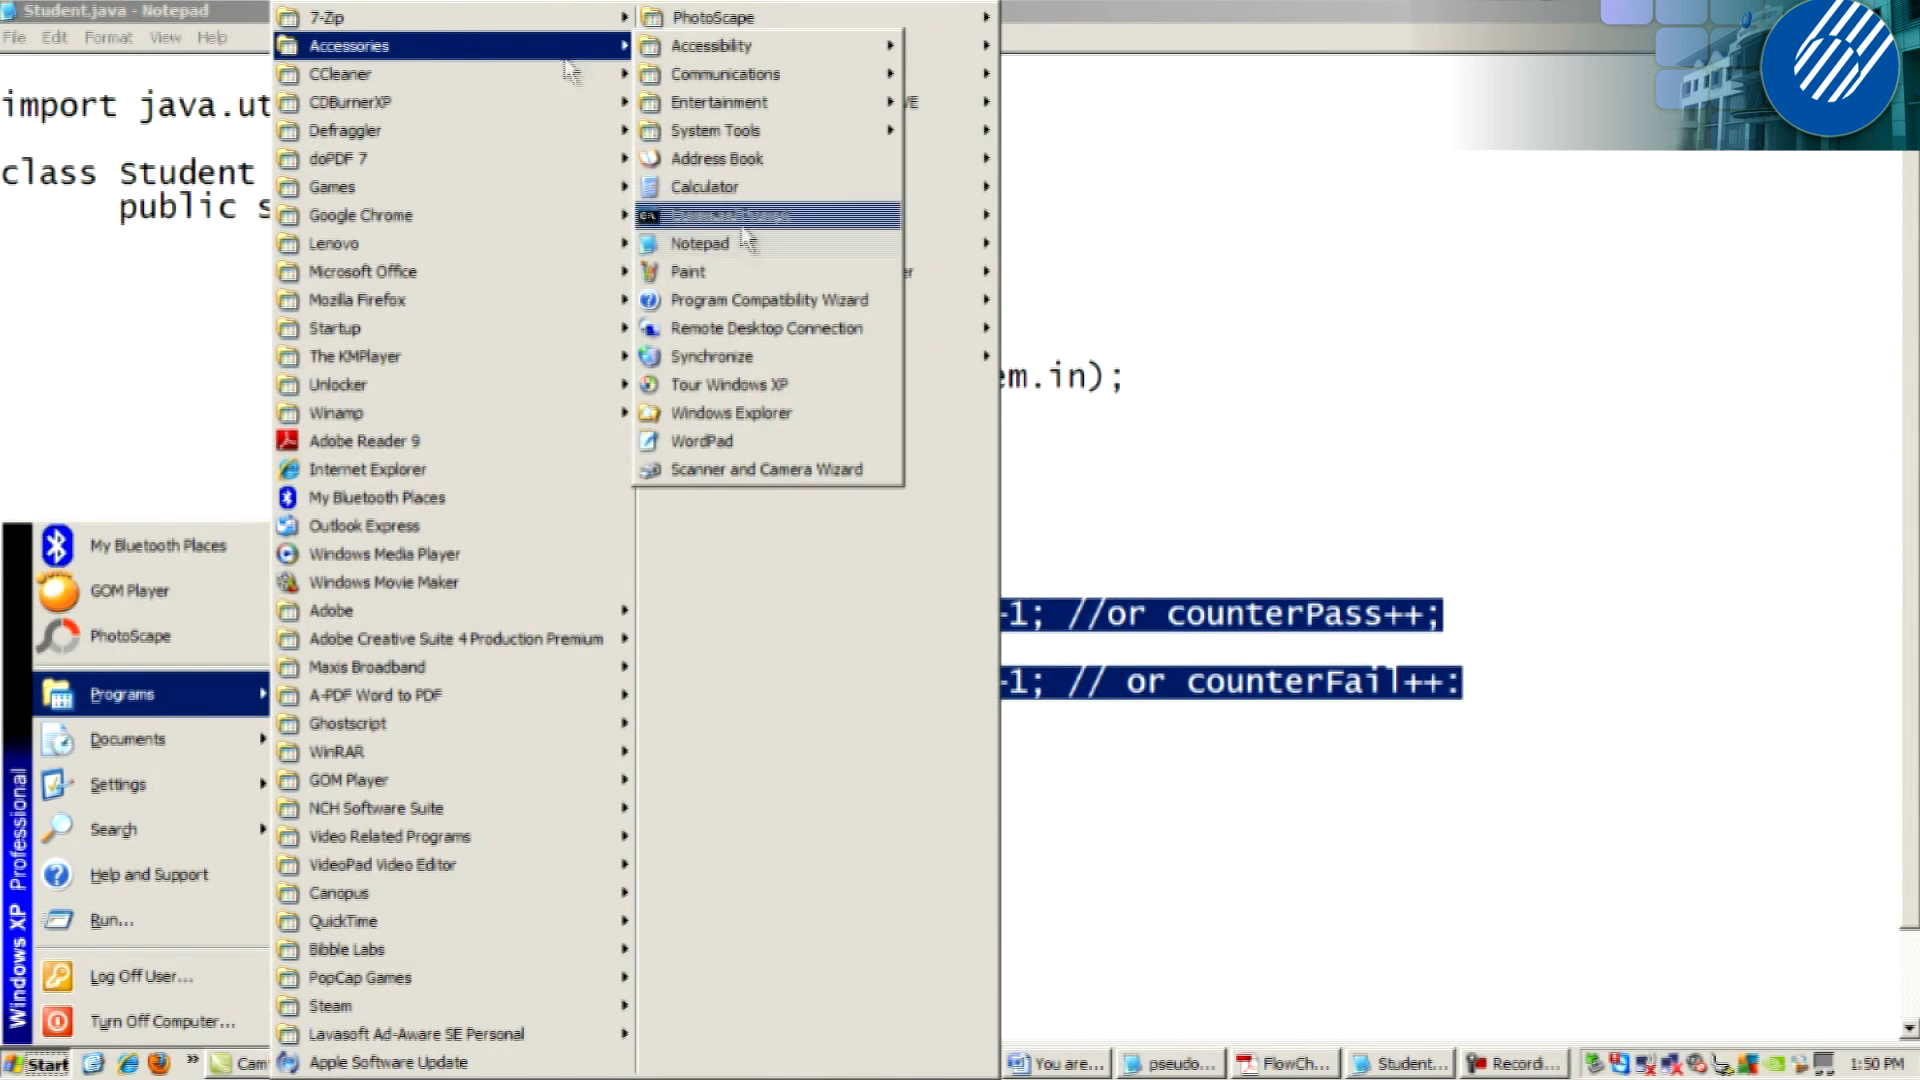 Student.java - Notepad
File Edit Format View Help
import java.ut
class Student
public s
em.in);
-1; //or counterPass++;
-1; // or counterFail++:
7-Zip
Accessories
CCleaner
CDBurnerXP
Defraggler
doPDF 7
Games
Google Chrome
Lenovo
Microsoft Office
Mozilla Firefox
Startup
The KMPlayer
Unlocker
Winamp
Adobe Reader 9
Internet Explorer
My Bluetooth Places
Outlook Express
Windows Media Player
Windows Movie Maker
Adobe
Adobe Creative Suite 4 Production Premium
Maxis Broadband
A-PDF Word to PDF
Ghostscript
WinRAR
GOM Player
NCH Software Suite
Video Related Programs
VideoPad Video Editor
Canopus
QuickTime
Bibble Labs
PopCap Games
Steam
Lavasoft Ad-Aware SE Personal
Apple Software Update
PhotoScape
Accessibility
Communications
Entertainment
VE
System Tools
Address Book
Calculator
Notepad
Paint
er
Program Compatibility Wizard
Remote Desktop Connection
Synchronize
Tour Windows XP
Windows Explorer
WordPad
Scanner and Camera Wizard
My Bluetooth Places
GOM Player
PhotoScape
Programs
Documents
Settings
Search
Help and Support
Run...
Log Off User...
Turn Off Computer...
Windows XP Professional
Start
Cam
You are...
pseudo...
FlowCh...
Student...
Recordi...
1:50 PM